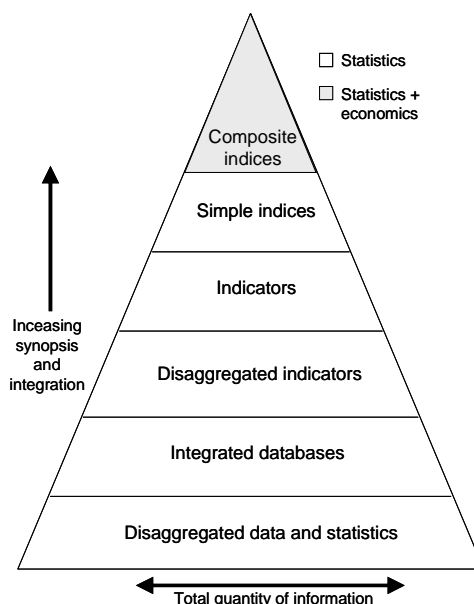 Statistics
Statistics +
economics
Composite
indices
Simple indices
Indicators
Inceasing
synopsis
and
integration
Disaggregated indicators
Integrated databases
Disaggregated data and statistics
Total quantity of information